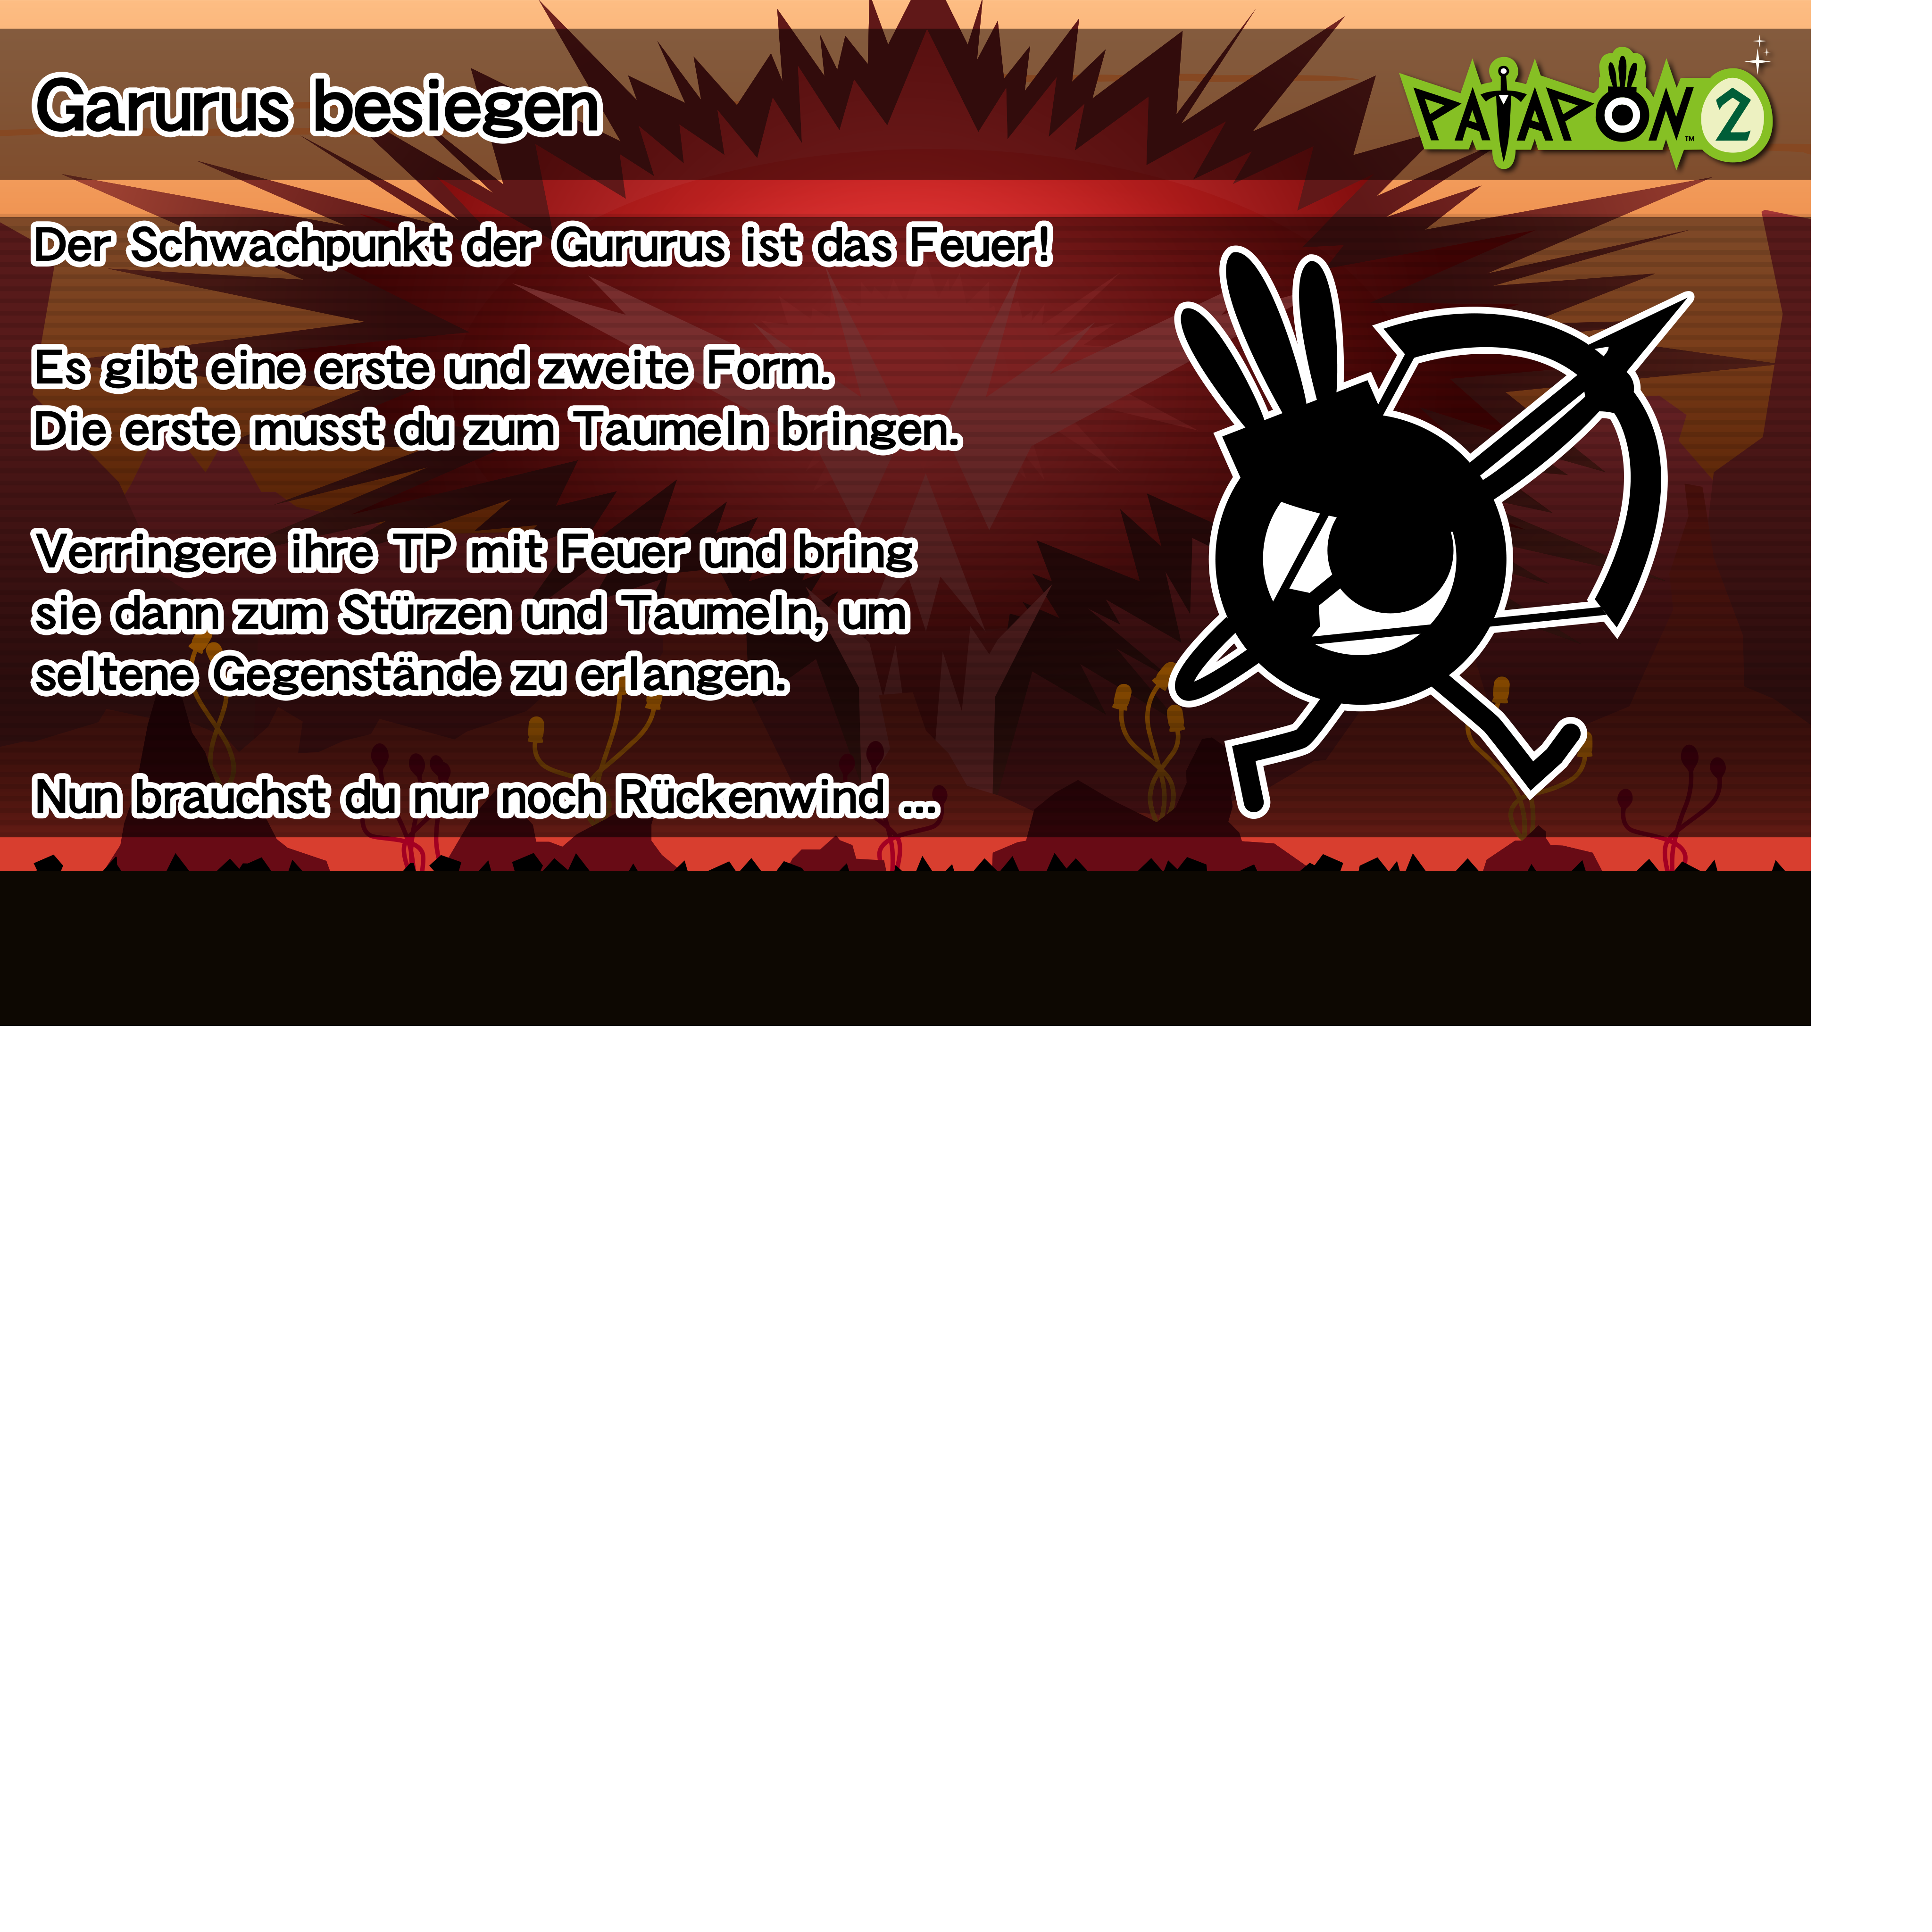 Garurus besiegen
PATAPON™ 2
Der Schwachpunkt der Gururus ist das Feuer!
Es gibt eine erste und zweite Form.
Die erste musst du zum Taumeln bringen.
Verringere ihre TP mit Feuer und bring
sie dann zum Stürzen und Taumeln, um
seltene Gegenstände zu erlangen.
Nun brauchst du nur noch Rückenwind ...